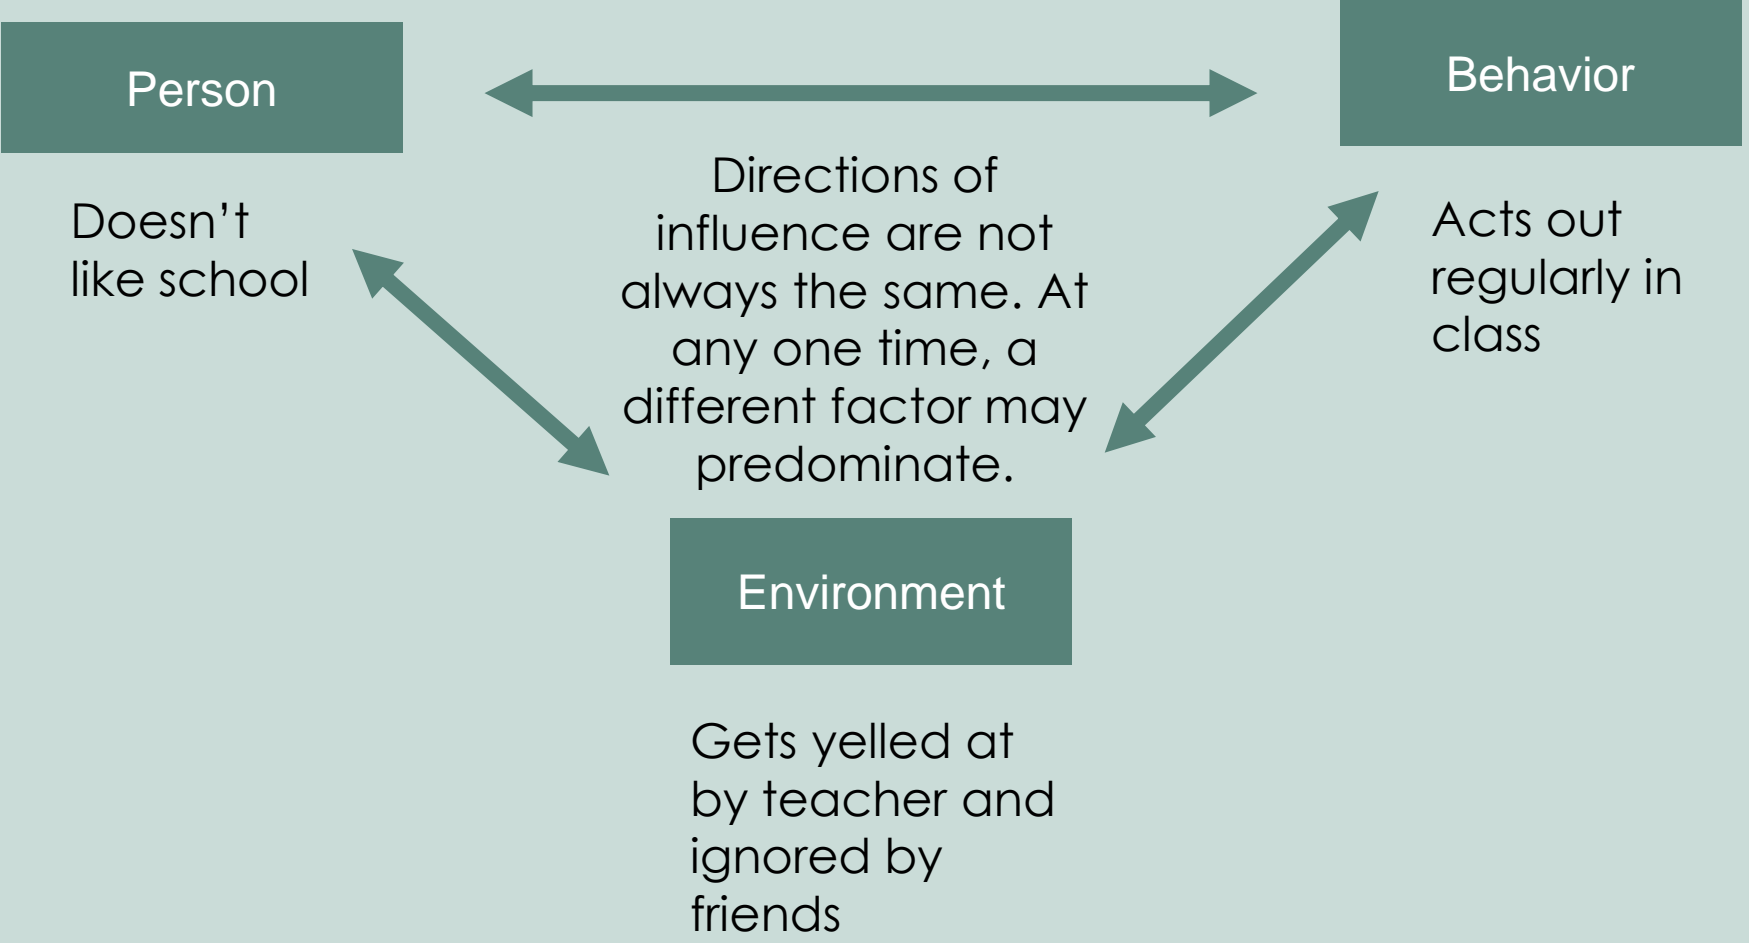 Person
Behavior
Doesn’t
like school
Directions of
influence are not
always the same. At
any one time, a
different factor may
predominate.
Acts out
regularly in
class
Environment
Gets yelled at
by teacher and
ignored by
friends